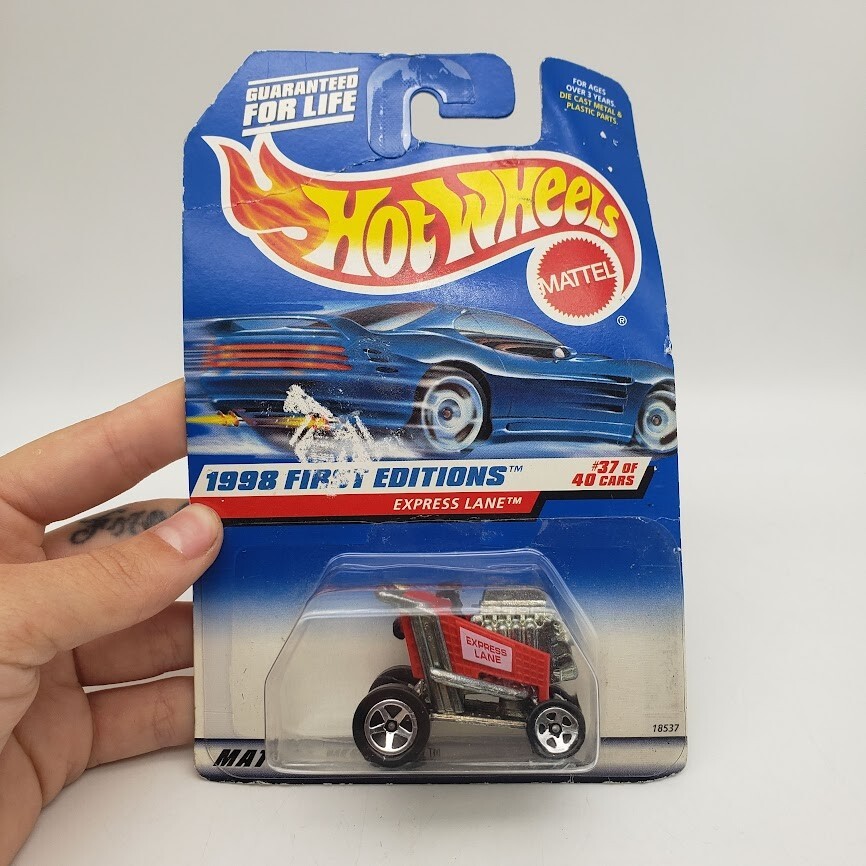 GUARANTEED
FOR LIFE
FOR AGES
OVER 3 YEARS.
DIE CAST METAL &
PLASTIC PARTS.
HOT WHEELS
MATTEL
®
1998 FIRST EDITIONS™
#37 OF
40 CARS
EXPRESS LANE™
EXPRESS
LANE
18537